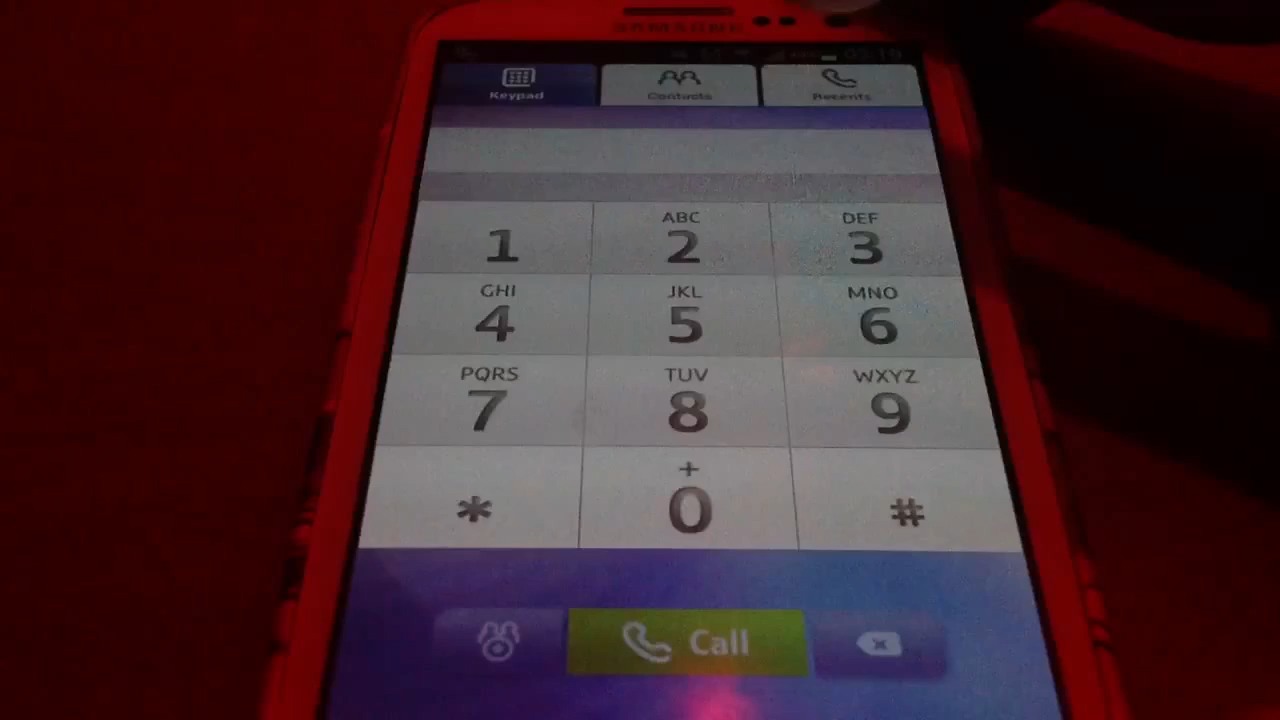 SAMSUNG
Keypad Contacts Recents
1 ABC 2 DEF 3
GHI 4 JKL 5 MNO 6
PQRS 7 TUV 8 WXYZ 9
* + 0 #
Call